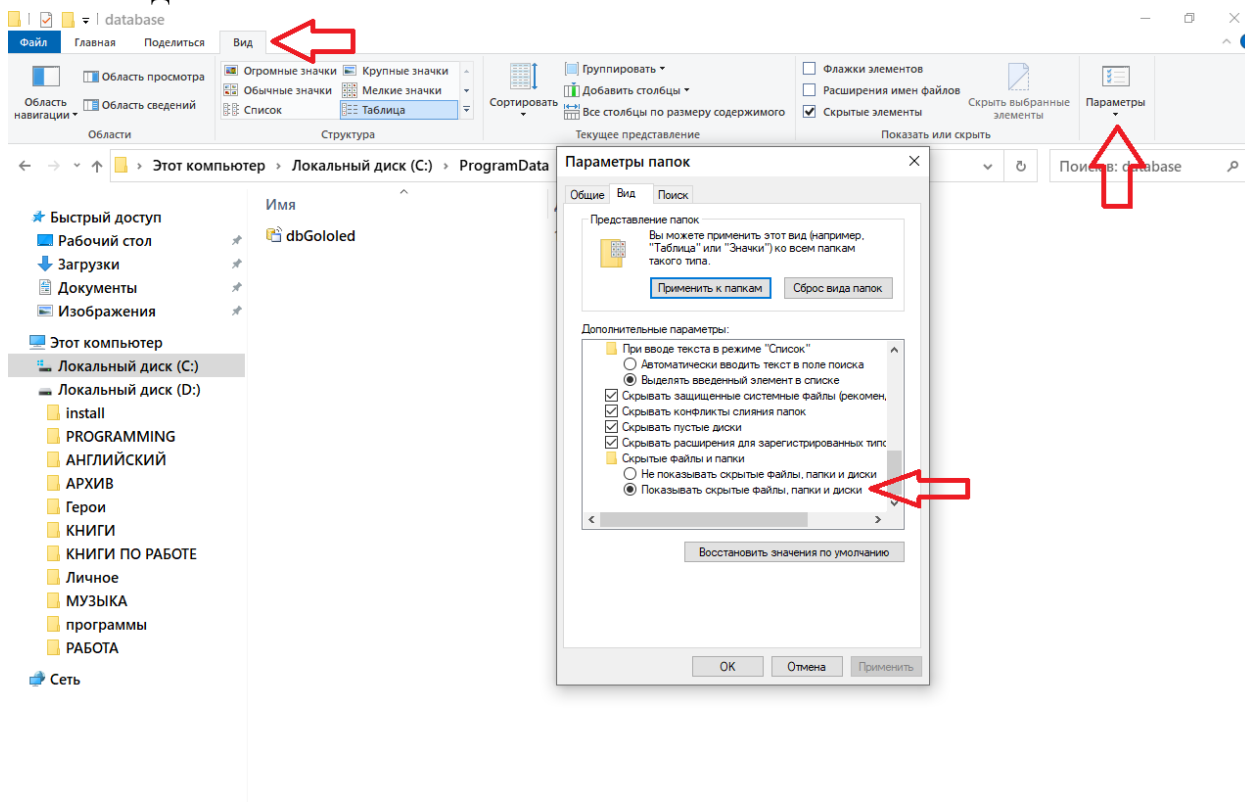 database
Файл Главная Поделиться Вид
Область навигации
Область просмотра
Область сведений
Области
Огромные значки Крупные значки
Обычные значки Мелкие значки
Список Таблица
Структура
Сортировать
Группировать
Добавить столбцы
Все столбцы по размеру содержимого
Текущее представление
Флажки элементов
Расширения имен файлов
Скрытые элементы
Скрыть выбранные
элементы
Показать или скрыть
Параметры
Этот компьютер › Локальный диск (C:) › ProgramData
database
Имя
dbGololed
Быстрый доступ
Рабочий стол
Загрузки
Документы
Изображения
Этот компьютер
Локальный диск (C:)
Локальный диск (D:)
install
PROGRAMMING
АНГЛИЙСКИЙ
АРХИВ
Герои
КНИГИ
КНИГИ ПО РАБОТЕ
Личное
МУЗЫКА
программы
РАБОТА
Сеть
Параметры папок
Общие Вид Поиск
Представление папок
Вы можете применить этот вид (например,
"Таблица" или "Значки") ко всем папкам
такого типа.
Применить к папкам Сброс вида папок
Дополнительные параметры:
При вводе текста в режиме "Список"
Автоматически вводить текст в поле поиска
Выделять введенный элемент в списке
Скрывать защищенные системные файлы (рекомен
Скрывать конфликты слияния папок
Скрывать пустые диски
Скрывать расширения для зарегистрированных типо
Скрытые файлы и папки
Не показывать скрытые файлы, папки и диски
Показывать скрытые файлы, папки и диски
Восстановить значения по умолчанию
OK Отмена Применить